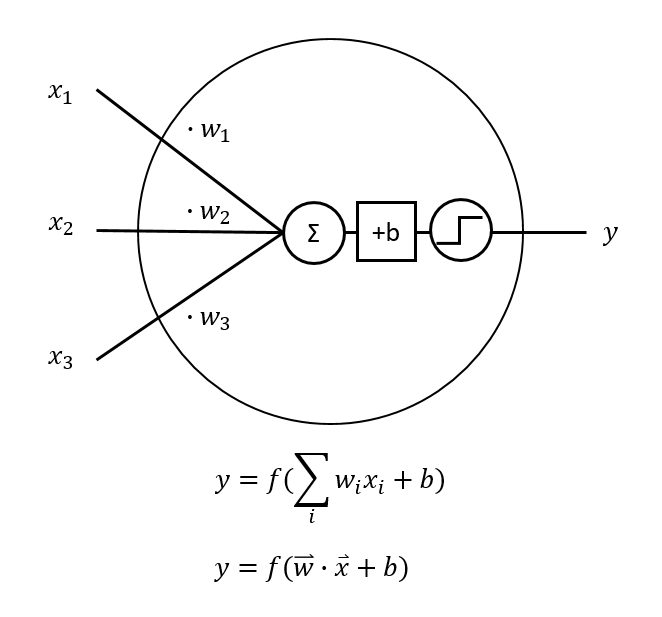 x₁
· w₁
x₂
· w₂
Σ
+b
y
· w₃
x₃
y = f(∑ᵢ wᵢxᵢ + b)
y = f(w⃗ · x⃗ + b)